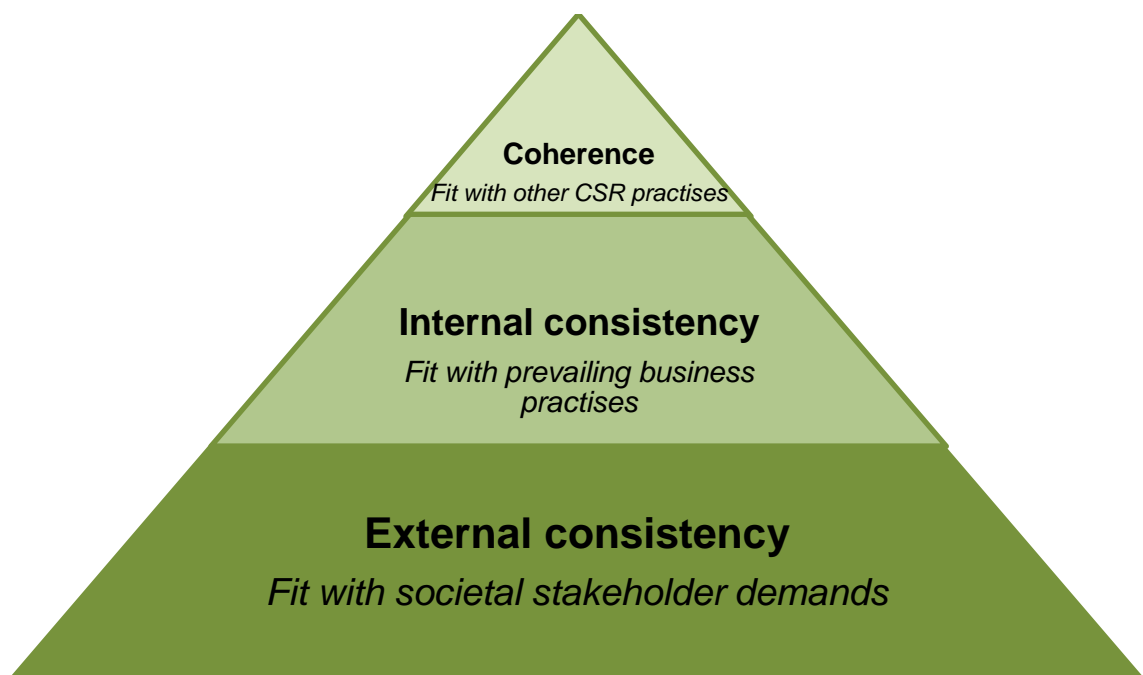 Coherence
Fit with other CSR practises
Internal consistency
Fit with prevailing business
practises
External consistency
Fit with societal stakeholder demands